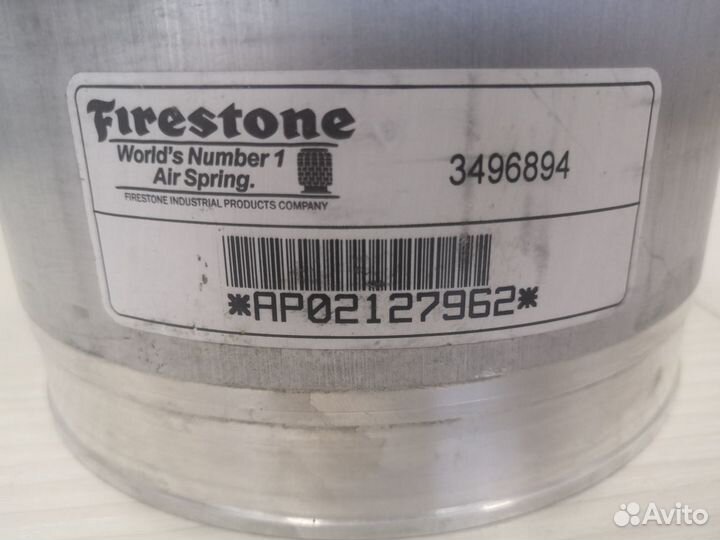 Firestone
World's Number 1
Air Spring.
FIRESTONE INDUSTRIAL PRODUCTS COMPANY
3496894
*AP02127962*
Avito